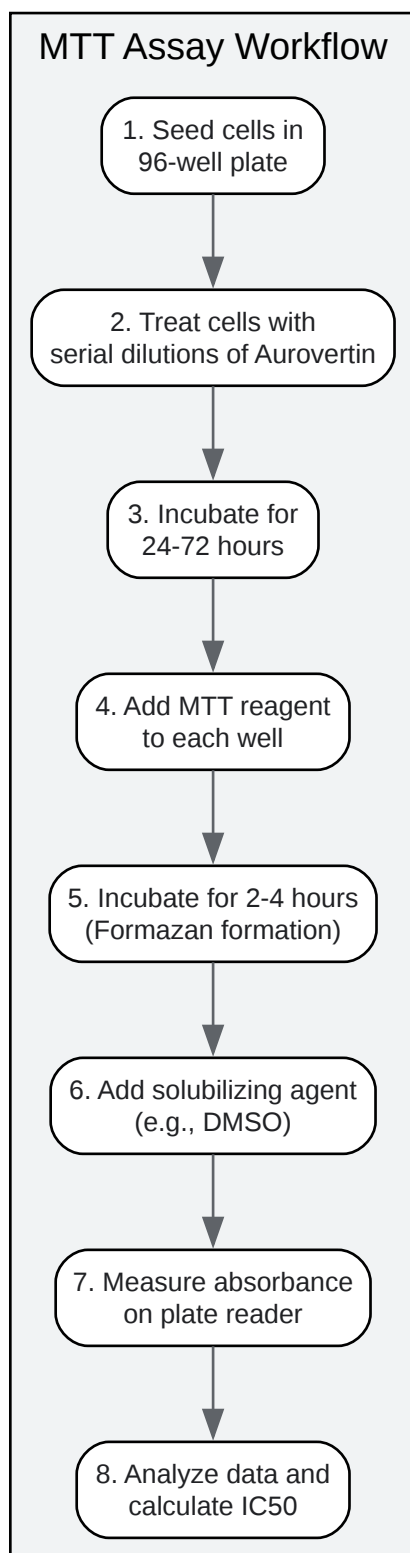 MTT Assay Workflow
1. Seed cells in
96-well plate
2. Treat cells with
serial dilutions of Aurovertin
3. Incubate for
24-72 hours
4. Add MTT reagent
to each well
5. Incubate for 2-4 hours
(Formazan formation)
6. Add solubilizing agent
(e.g., DMSO)
7. Measure absorbance
on plate reader
8. Analyze data and
calculate IC50